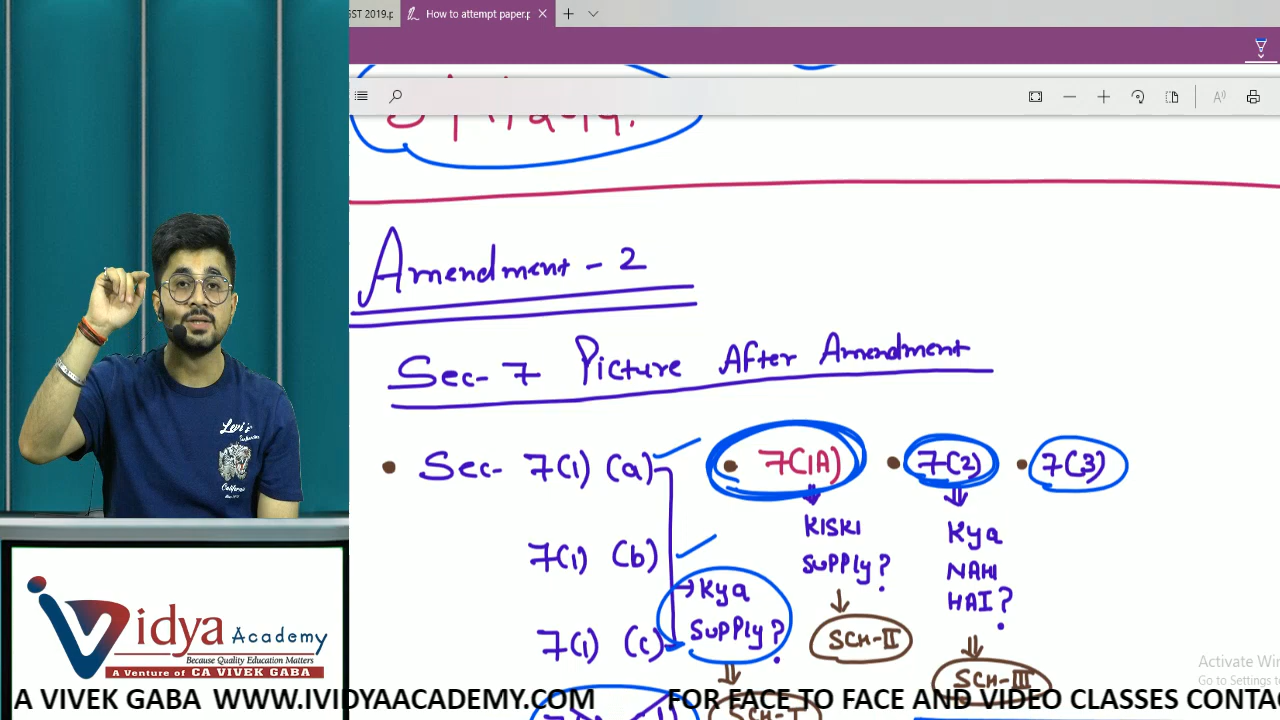 GST 2019.p
How to attempt paper.p
Amendment - 2
Sec- 7 Picture After Amendment
• Sec- 7(1) (a) • 7(1A) • 7(2) • 7(3)
7(1) (b)
7(1) (c)
→ Kya
Supply?
SCH-I
KISKI
Supply?
SCH-II
Kya
NAHI
HAI?
SCH-III
Levi's
Vidya Academy
Because Quality Education Matters
A Venture of CA VIVEK GABA
Activate Win
Go to Settings t
A VIVEK GABA WWW.IVIDYAACADEMY.COM FOR FACE TO FACE AND VIDEO CLASSES CONTA